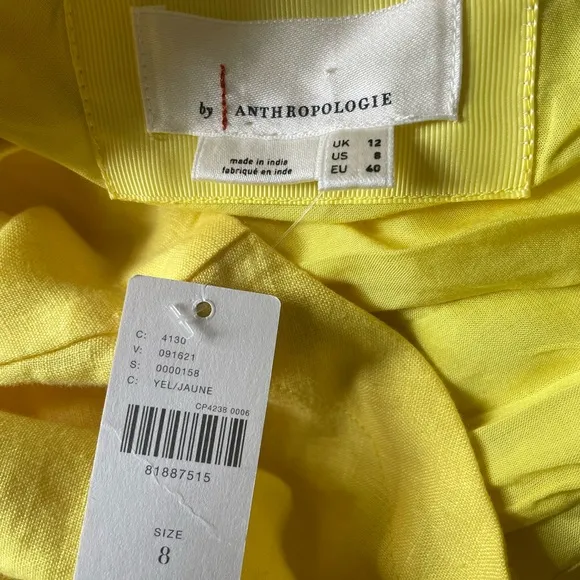 by ANTHROPOLOGIE
made in india
fabriqué en inde
UK 12
US 8
EU 40
C: 4130
V: 091621
S: 0000158
C: YEL/JAUNE
CP4238 0006
81887515
SIZE
8